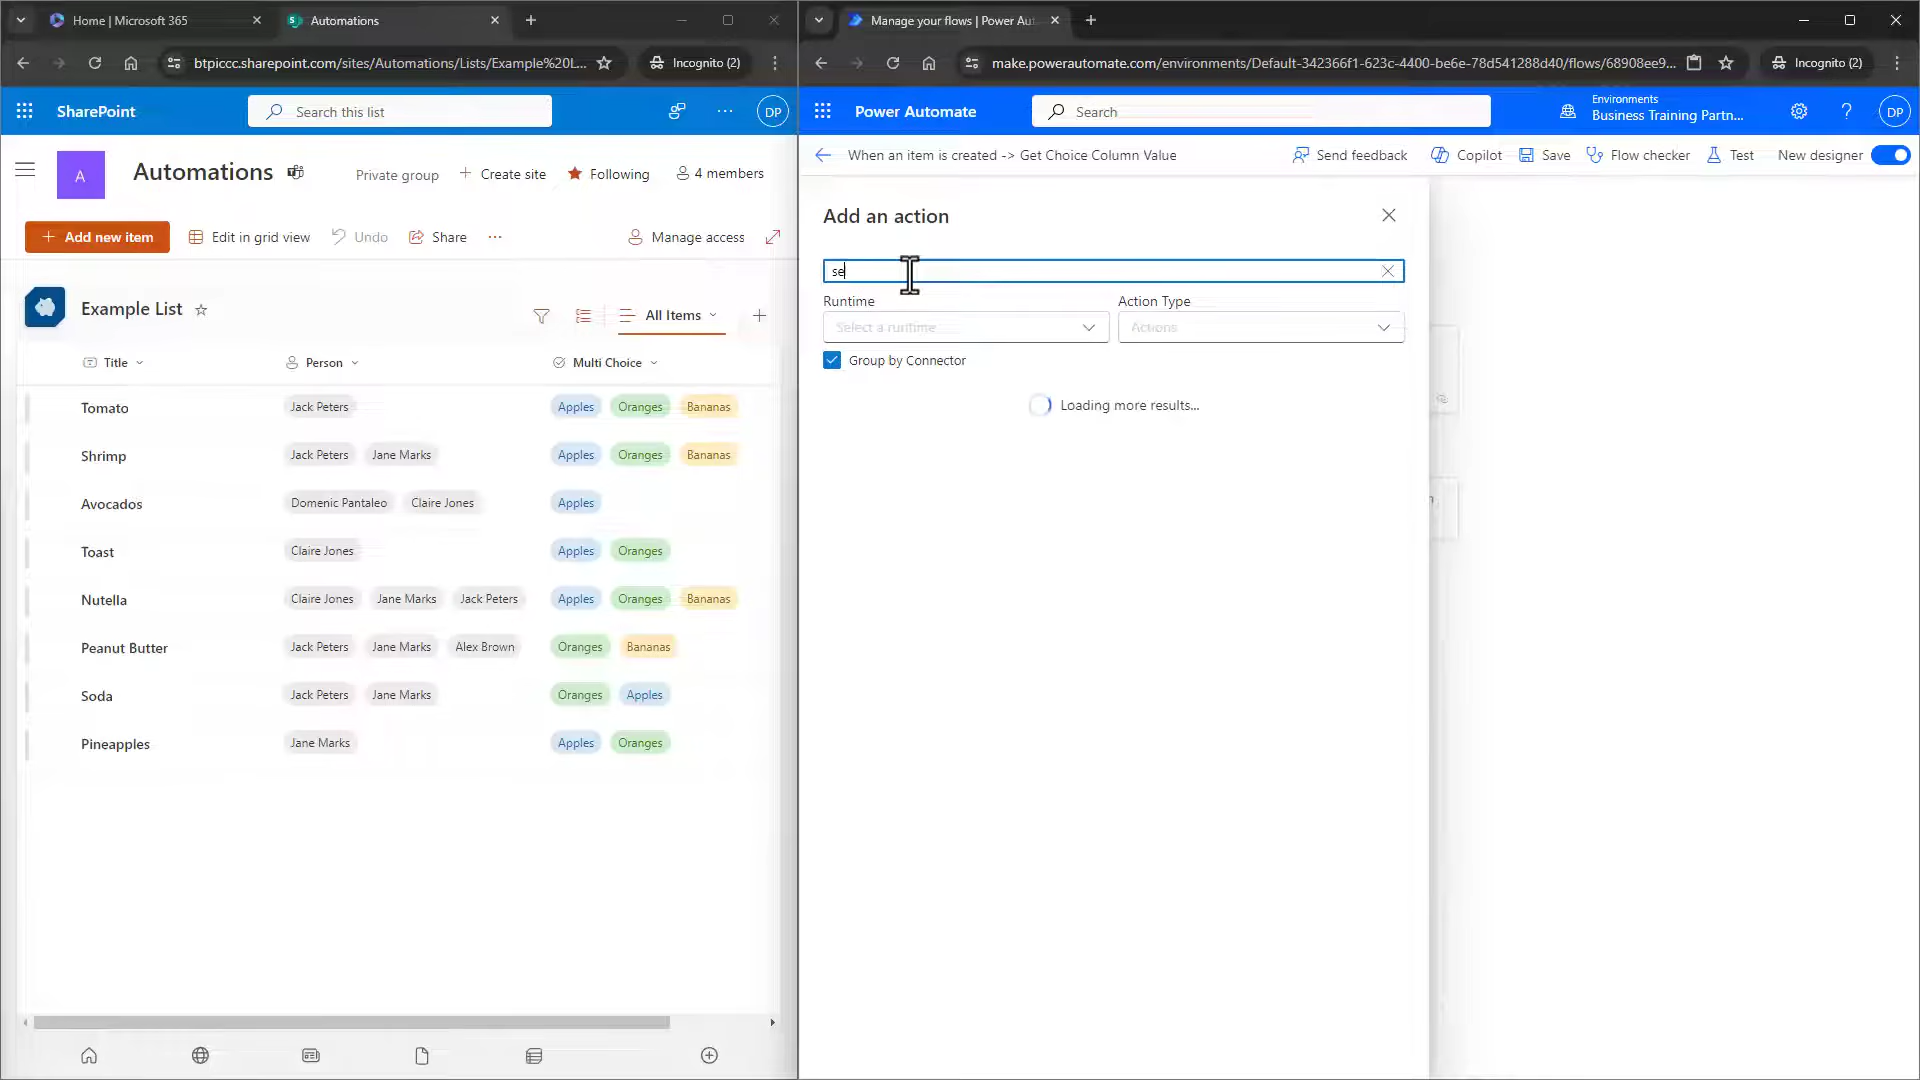 Home | Microsoft 365
Automations
btpiccc.sharepoint.com/sites/Automations/Lists/Example%20L...
Incognito (2)
SharePoint
Search this list
DP
A
Automations
Private group
Create site
Following
4 members
Add new item
Edit in grid view
Undo
Share
Manage access
Example List
All Items
Title
Person
Multi Choice
Tomato
Jack Peters
Apples
Oranges
Bananas
Shrimp
Jack Peters
Jane Marks
Apples
Oranges
Bananas
Avocados
Domenic Pantaleo
Claire Jones
Apples
Toast
Claire Jones
Apples
Oranges
Nutella
Claire Jones
Jane Marks
Jack Peters
Apples
Oranges
Bananas
Peanut Butter
Jack Peters
Jane Marks
Alex Brown
Oranges
Bananas
Soda
Jack Peters
Jane Marks
Oranges
Apples
Pineapples
Jane Marks
Apples
Oranges
Manage your flows | Power Aut
make.powerautomate.com/environments/Default-342366f1-623c-4400-be6e-78d541288d40/flows/68908ee9...
Incognito (2)
Power Automate
Search
Environments
Business Training Partn...
DP
When an item is created -> Get Choice Column Value
Send feedback
Copilot
Save
Flow checker
Test
New designer
Add an action
se
Runtime
Action Type
Select a runtime
Actions
Group by Connector
Loading more results...